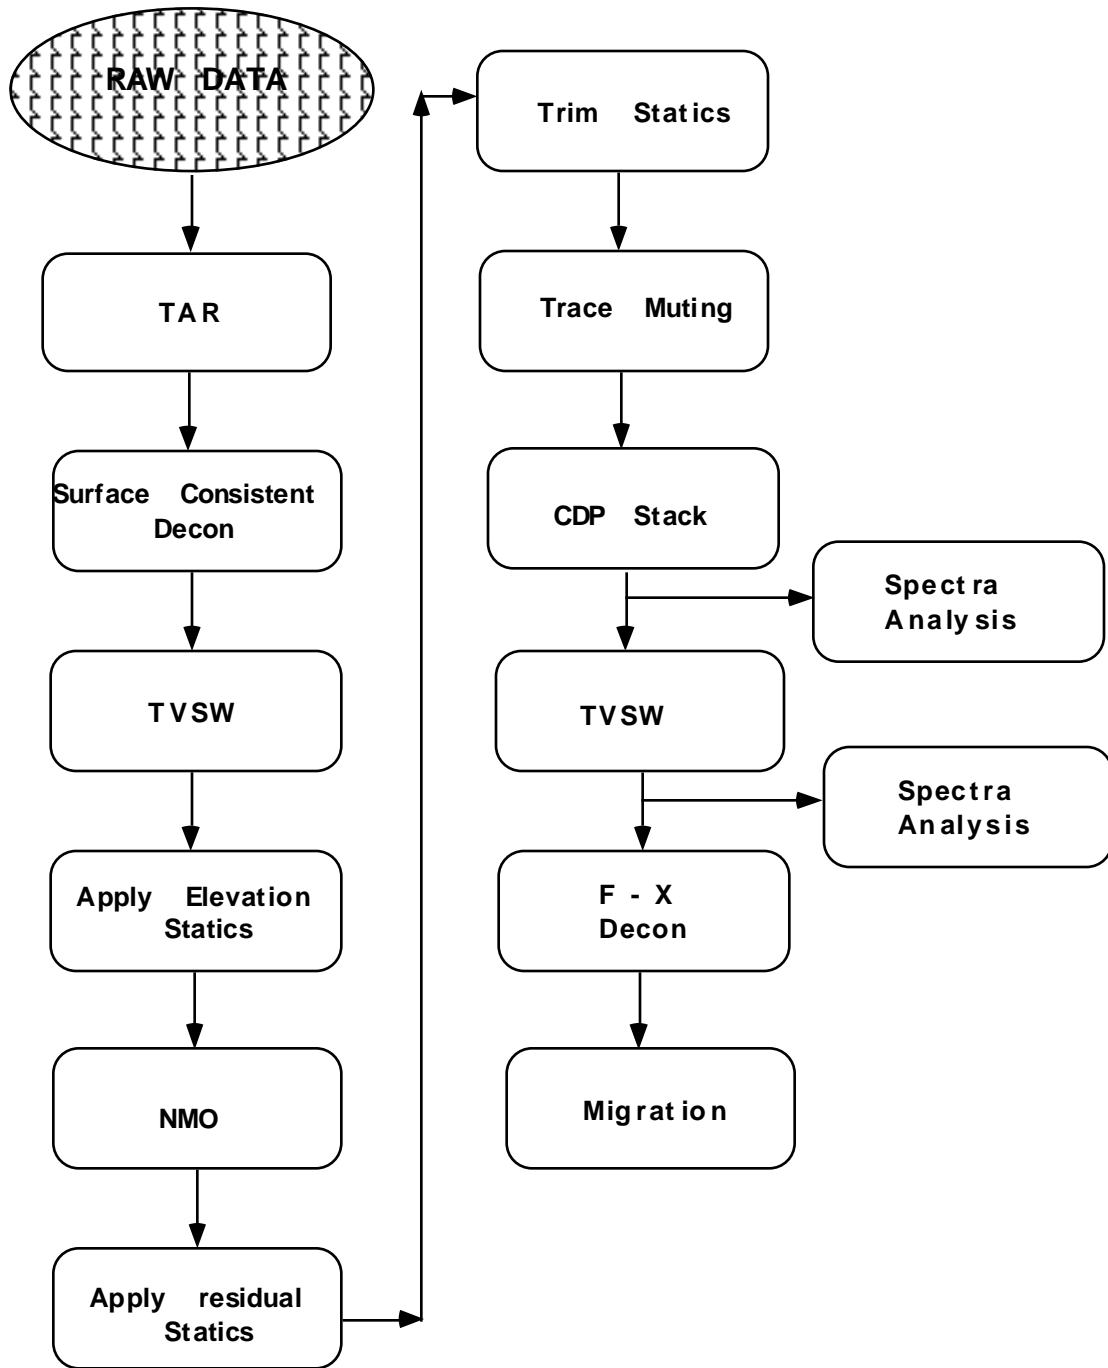 RAW DATA
TAR
Surface Consistent
Decon
TVSW
Apply Elevation
Statics
NMO
Apply residual
Statics
Trim Statics
Trace Muting
CDP Stack
Spectra
Analysis
TVSW
Spectra
Analysis
F - X
Decon
Migration